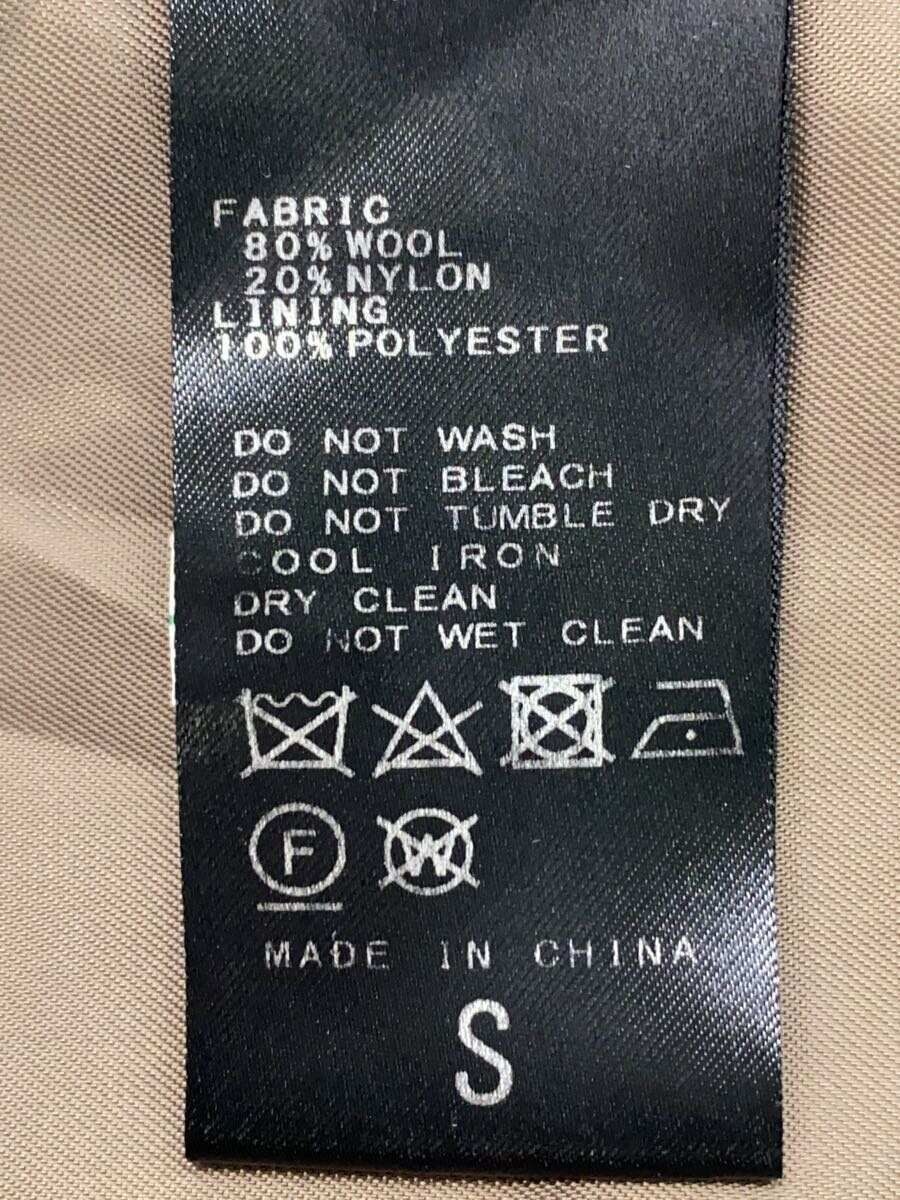 FABRIC
80% WOOL
20% NYLON
LINING
100% POLYESTER
DO NOT WASH
DO NOT BLEACH
DO NOT TUMBLE DRY
COOL IRON
DRY CLEAN
DO NOT WET CLEAN
F W
MADE IN CHINA
S